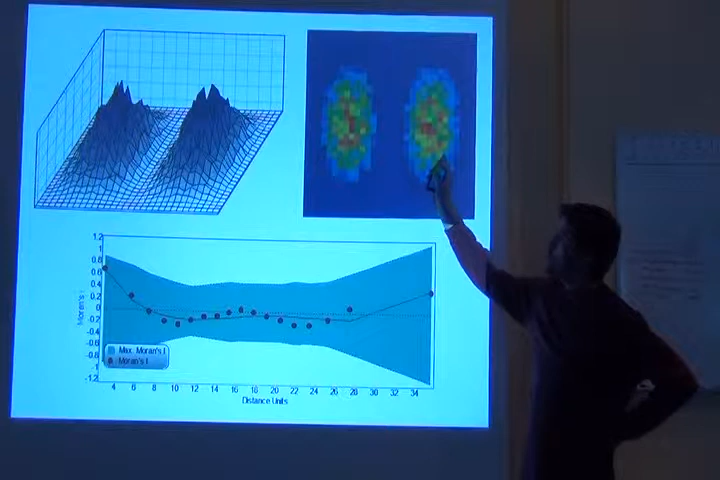 1.2
1
0.8
0.6
0.4
0.2
0
-0.2
-0.4
-0.6
-0.8
-1
-1.2
Moran's I
Max. Moran's I
Moran's I
4 6 8 10 12 14 16 18 20 22 24 26 28 30 32 34
Distance Units